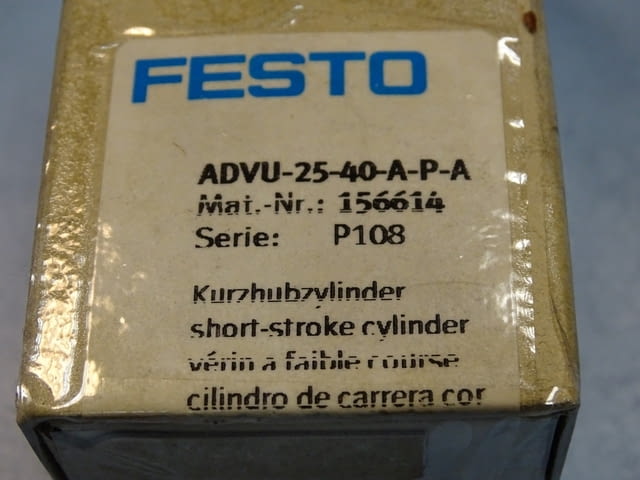 FESTO
ADVU-25-40-A-P-A
Mat.-Nr.: 156614
Serie: P108
Kurzhubzylinder
short-stroke cylinder
vérin a faible course
cilindro de carrera cor